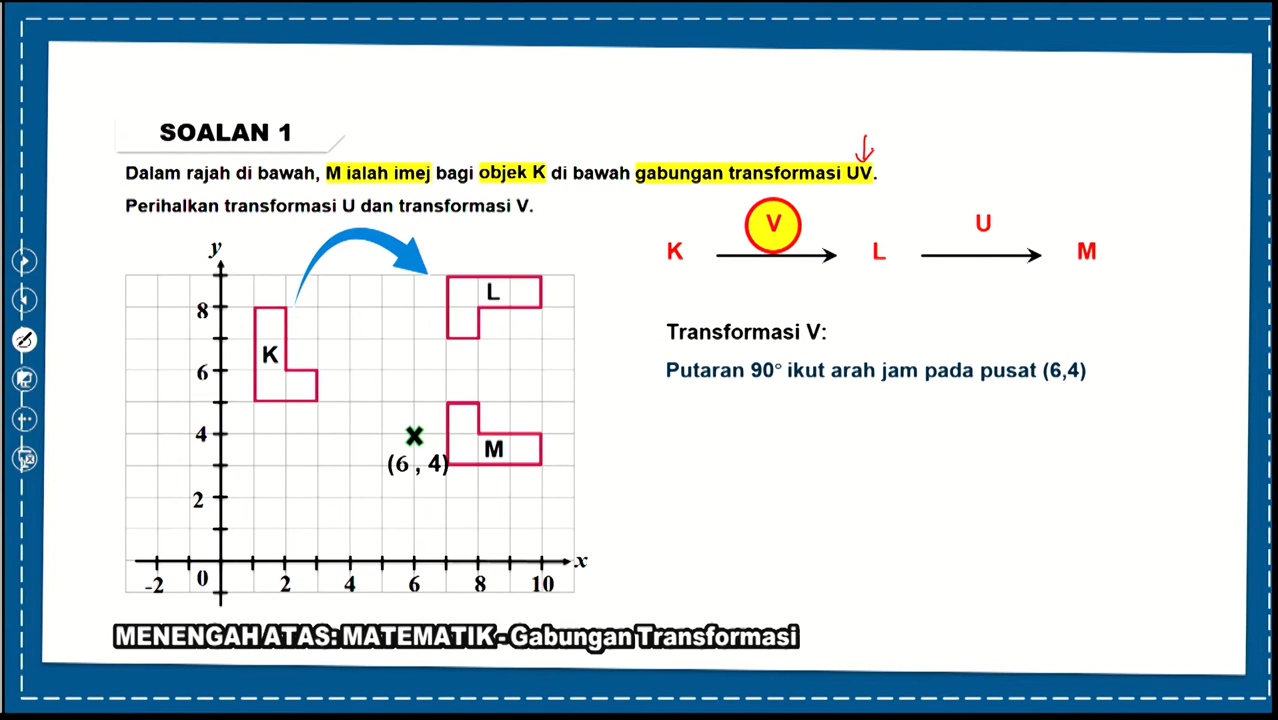 SOALAN 1
Dalam rajah di bawah, M ialah imej bagi objek K di bawah gabungan transformasi UV.
Perihalkan transformasi U dan transformasi V.
K V L U M
Transformasi V:
Putaran 90° ikut arah jam pada pusat (6,4)
y
8
6
4
2
0
-2
2
4
6
8
10
x
K
L
M
(6 , 4)
MENENGAH ATAS: MATEMATIK - Gabungan Transformasi